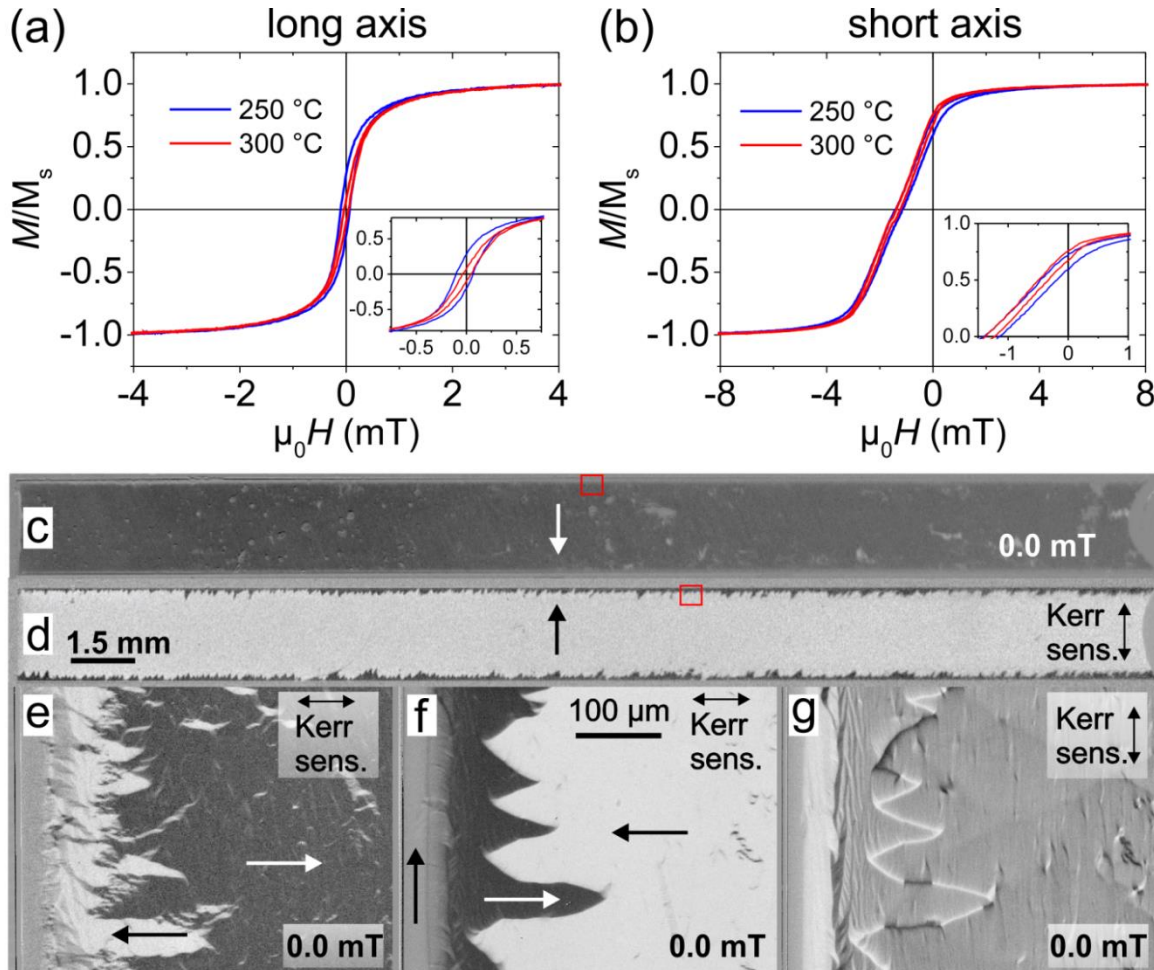 (a) long axis
(b) short axis
M/Mₛ
1.0
0.5
0.0
-0.5
-1.0
250 °C
300 °C
0.5
0.0
-0.5
-0.5 0.0 0.5
-4 -2 0 2 4
μ₀H (mT)
M/Mₛ
1.0
0.5
0.0
-0.5
-1.0
250 °C
300 °C
1.0
0.5
0.0
-1 0 1
-8 -4 0 4 8
μ₀H (mT)
c
0.0 mT
d
1.5 mm
Kerr
sens.
e
Kerr
sens.
0.0 mT
f
100 μm
Kerr
sens.
0.0 mT
g
Kerr
sens.
0.0 mT